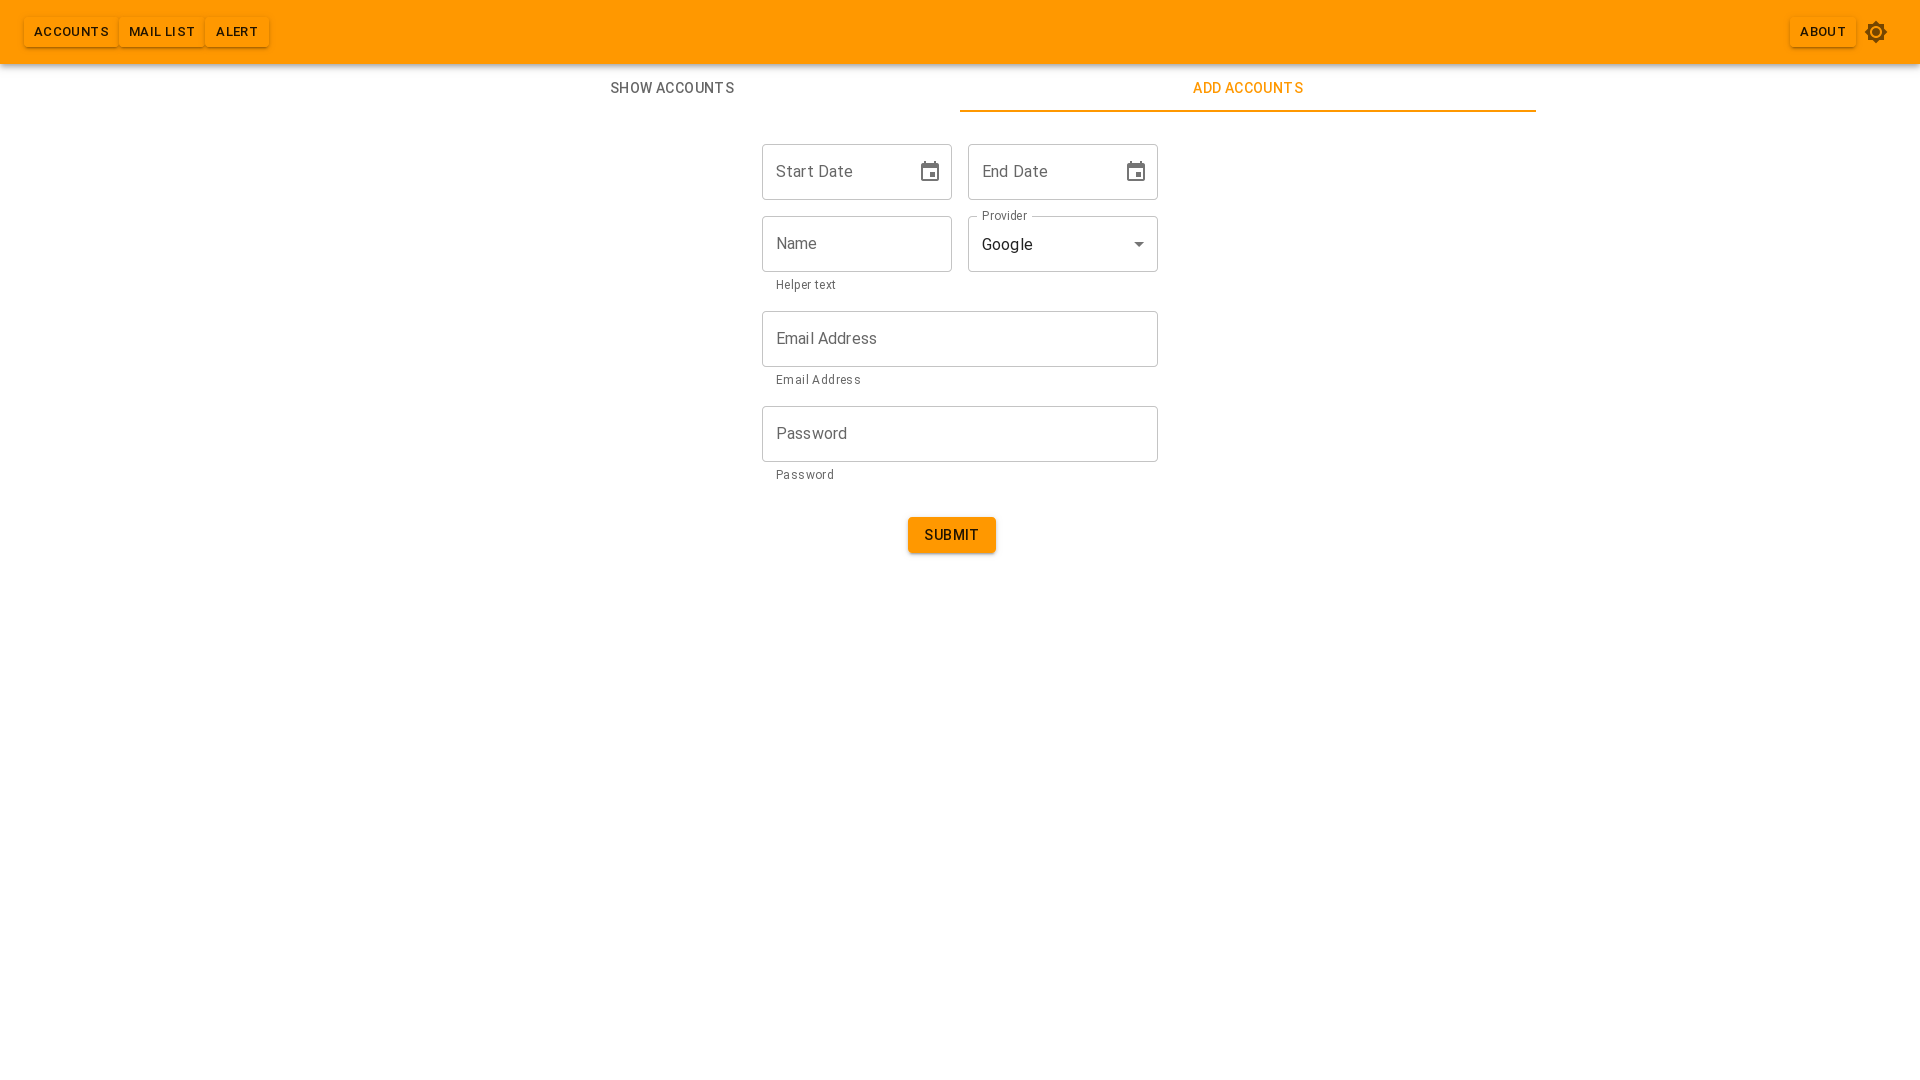 ACCOUNTS MAIL LIST ALERT ABOUT
SHOW ACCOUNTS ADD ACCOUNTS
Start Date End Date
Provider
Name Google
Helper text
Email Address
Email Address
Password
Password
SUBMIT